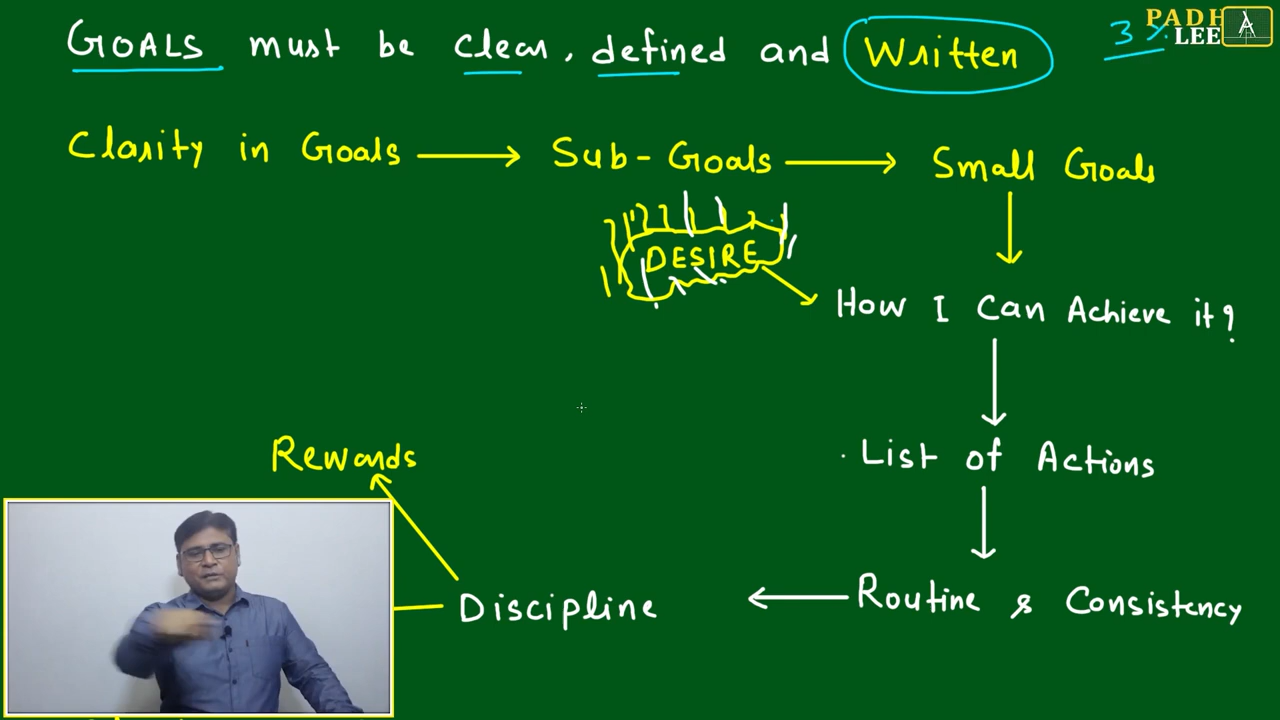 GOALS must be clear, defined and Written 3%
PADH
LEE
Clarity in Goals → Sub-Goals → Small Goals
DESIRE
How I Can Achieve it?
Rewards
List of Actions
Discipline ← Routine & Consistency